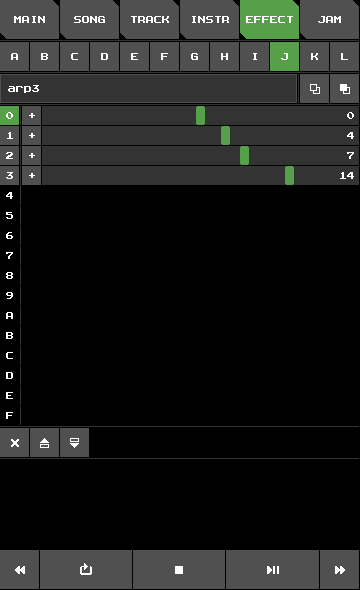 MAIN SONG TRACK INSTR EFFECT JAM
A B C D E F G H I J K L
arp3
0 + 0
1 + 4
2 + 7
3 + 14
4
5
6
7
8
9
A
B
C
D
E
F